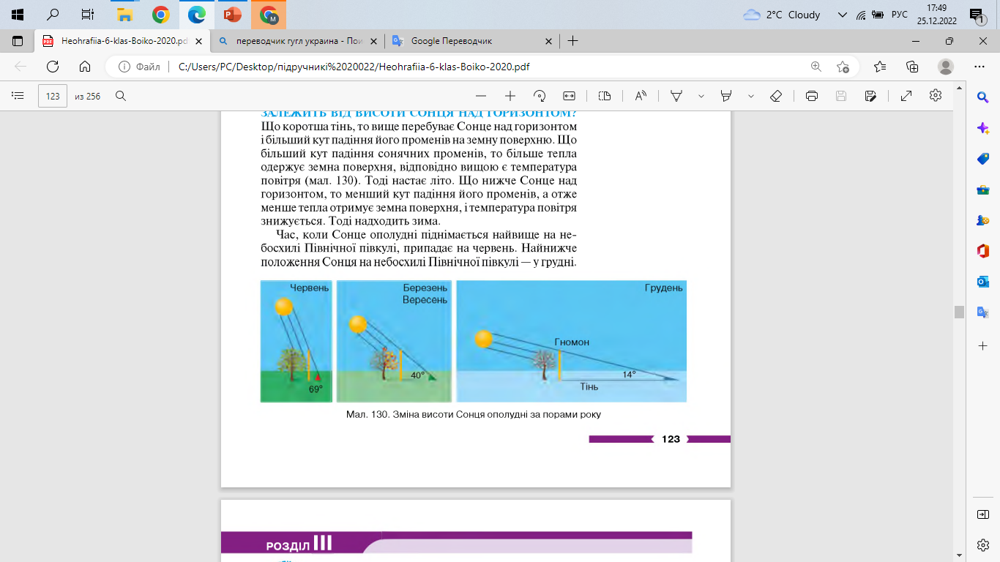 2°C Cloudy
РУС
17:49
25.12.2022
1
Heohrafiia-6-klas-Boiko-2020.pd
переводчик гугл украина - Пои
Google Переводчик
Файл
C:/Users/PC/Desktop/підручникі%2020022/Heohrafiia-6-klas-Boiko-2020.pdf
123 из 256
ЗАЛЕЖИТЬ ВІД ВИСОТИ СОНЦЯ НАД ГОРИЗОНТОМ?
Що коротша тінь, то вище перебуває Сонце над горизонтом
і більший кут падіння його променів на земну поверхню. Що
більший кут падіння сонячних променів, то більше тепла
одержує земна поверхня, відповідно вищою є температура
повітря (мал. 130). Тоді настає літо. Що нижче Сонце над
горизонтом, то менший кут падіння його променів, а отже
менше тепла отримує земна поверхня, і температура повітря
знижується. Тоді надходить зима.
Час, коли Сонце ополудні піднімається найвище на не-
босхилі Північної півкулі, припадає на червень. Найнижче
положення Сонця на небосхилі Північної півкулі — у грудні.
Червень
69°
Березень
Вересень
40°
Грудень
Гномон
14°
Тінь
Мал. 130. Зміна висоти Сонця ополудні за порами року
123
РОЗДІЛ III